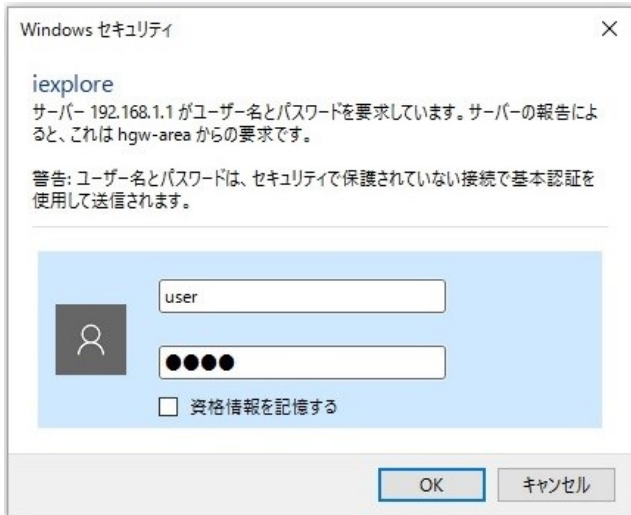 Windows セキュリティ
iexplore
サーバー 192.168.1.1 がユーザー名とパスワードを要求しています。サーバーの報告によ
ると、これは hgw-area からの要求です。
警告: ユーザー名とパスワードは、セキュリティで保護されていない接続で基本認証を
使用して送信されます。
user
●●●●
資格情報を記憶する
OK
キャンセル